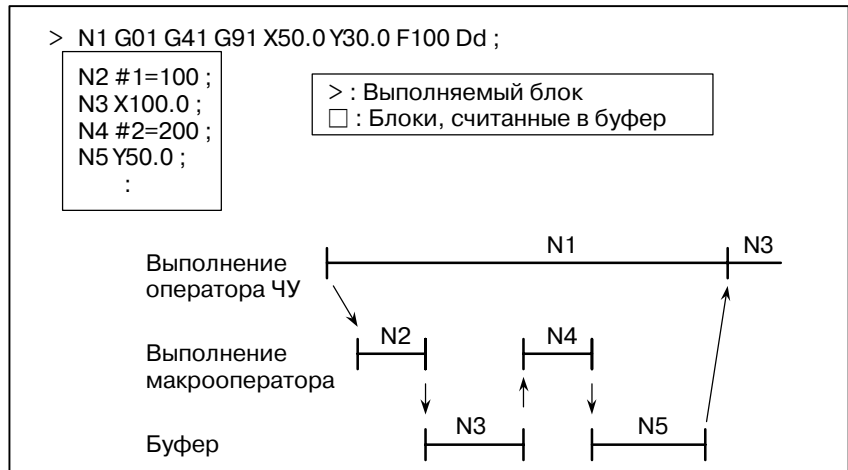 > N1 G01 G41 G91 X50.0 Y30.0 F100 Dd ;
N2 #1=100 ;
N3 X100.0 ;
N4 #2=200 ;
N5 Y50.0 ;
:
> : Выполняемый блок
□ : Блоки, считанные в буфер
N1 N3
Выполнение
оператора ЧУ
N2 N4
Выполнение
макрооператора
N3 N5
Буфер